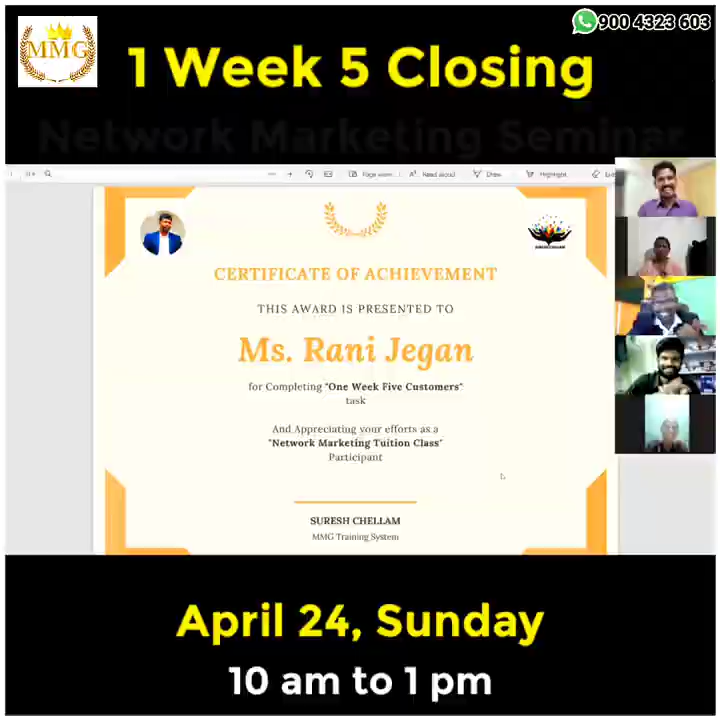 MMG
900 4323 603
1 Week 5 Closing
Network Marketing Seminar
Page view
Read aloud
Draw
Highlight
CERTIFICATE OF ACHIEVEMENT
THIS AWARD IS PRESENTED TO
Ms. Rani Jegan
for Completing "One Week Five Customers"
task
And Appreciating your efforts as a
"Network Marketing Tuition Class"
Participant
SURESH CHELLAM
MMG Training System
April 24, Sunday
10 am to 1 pm